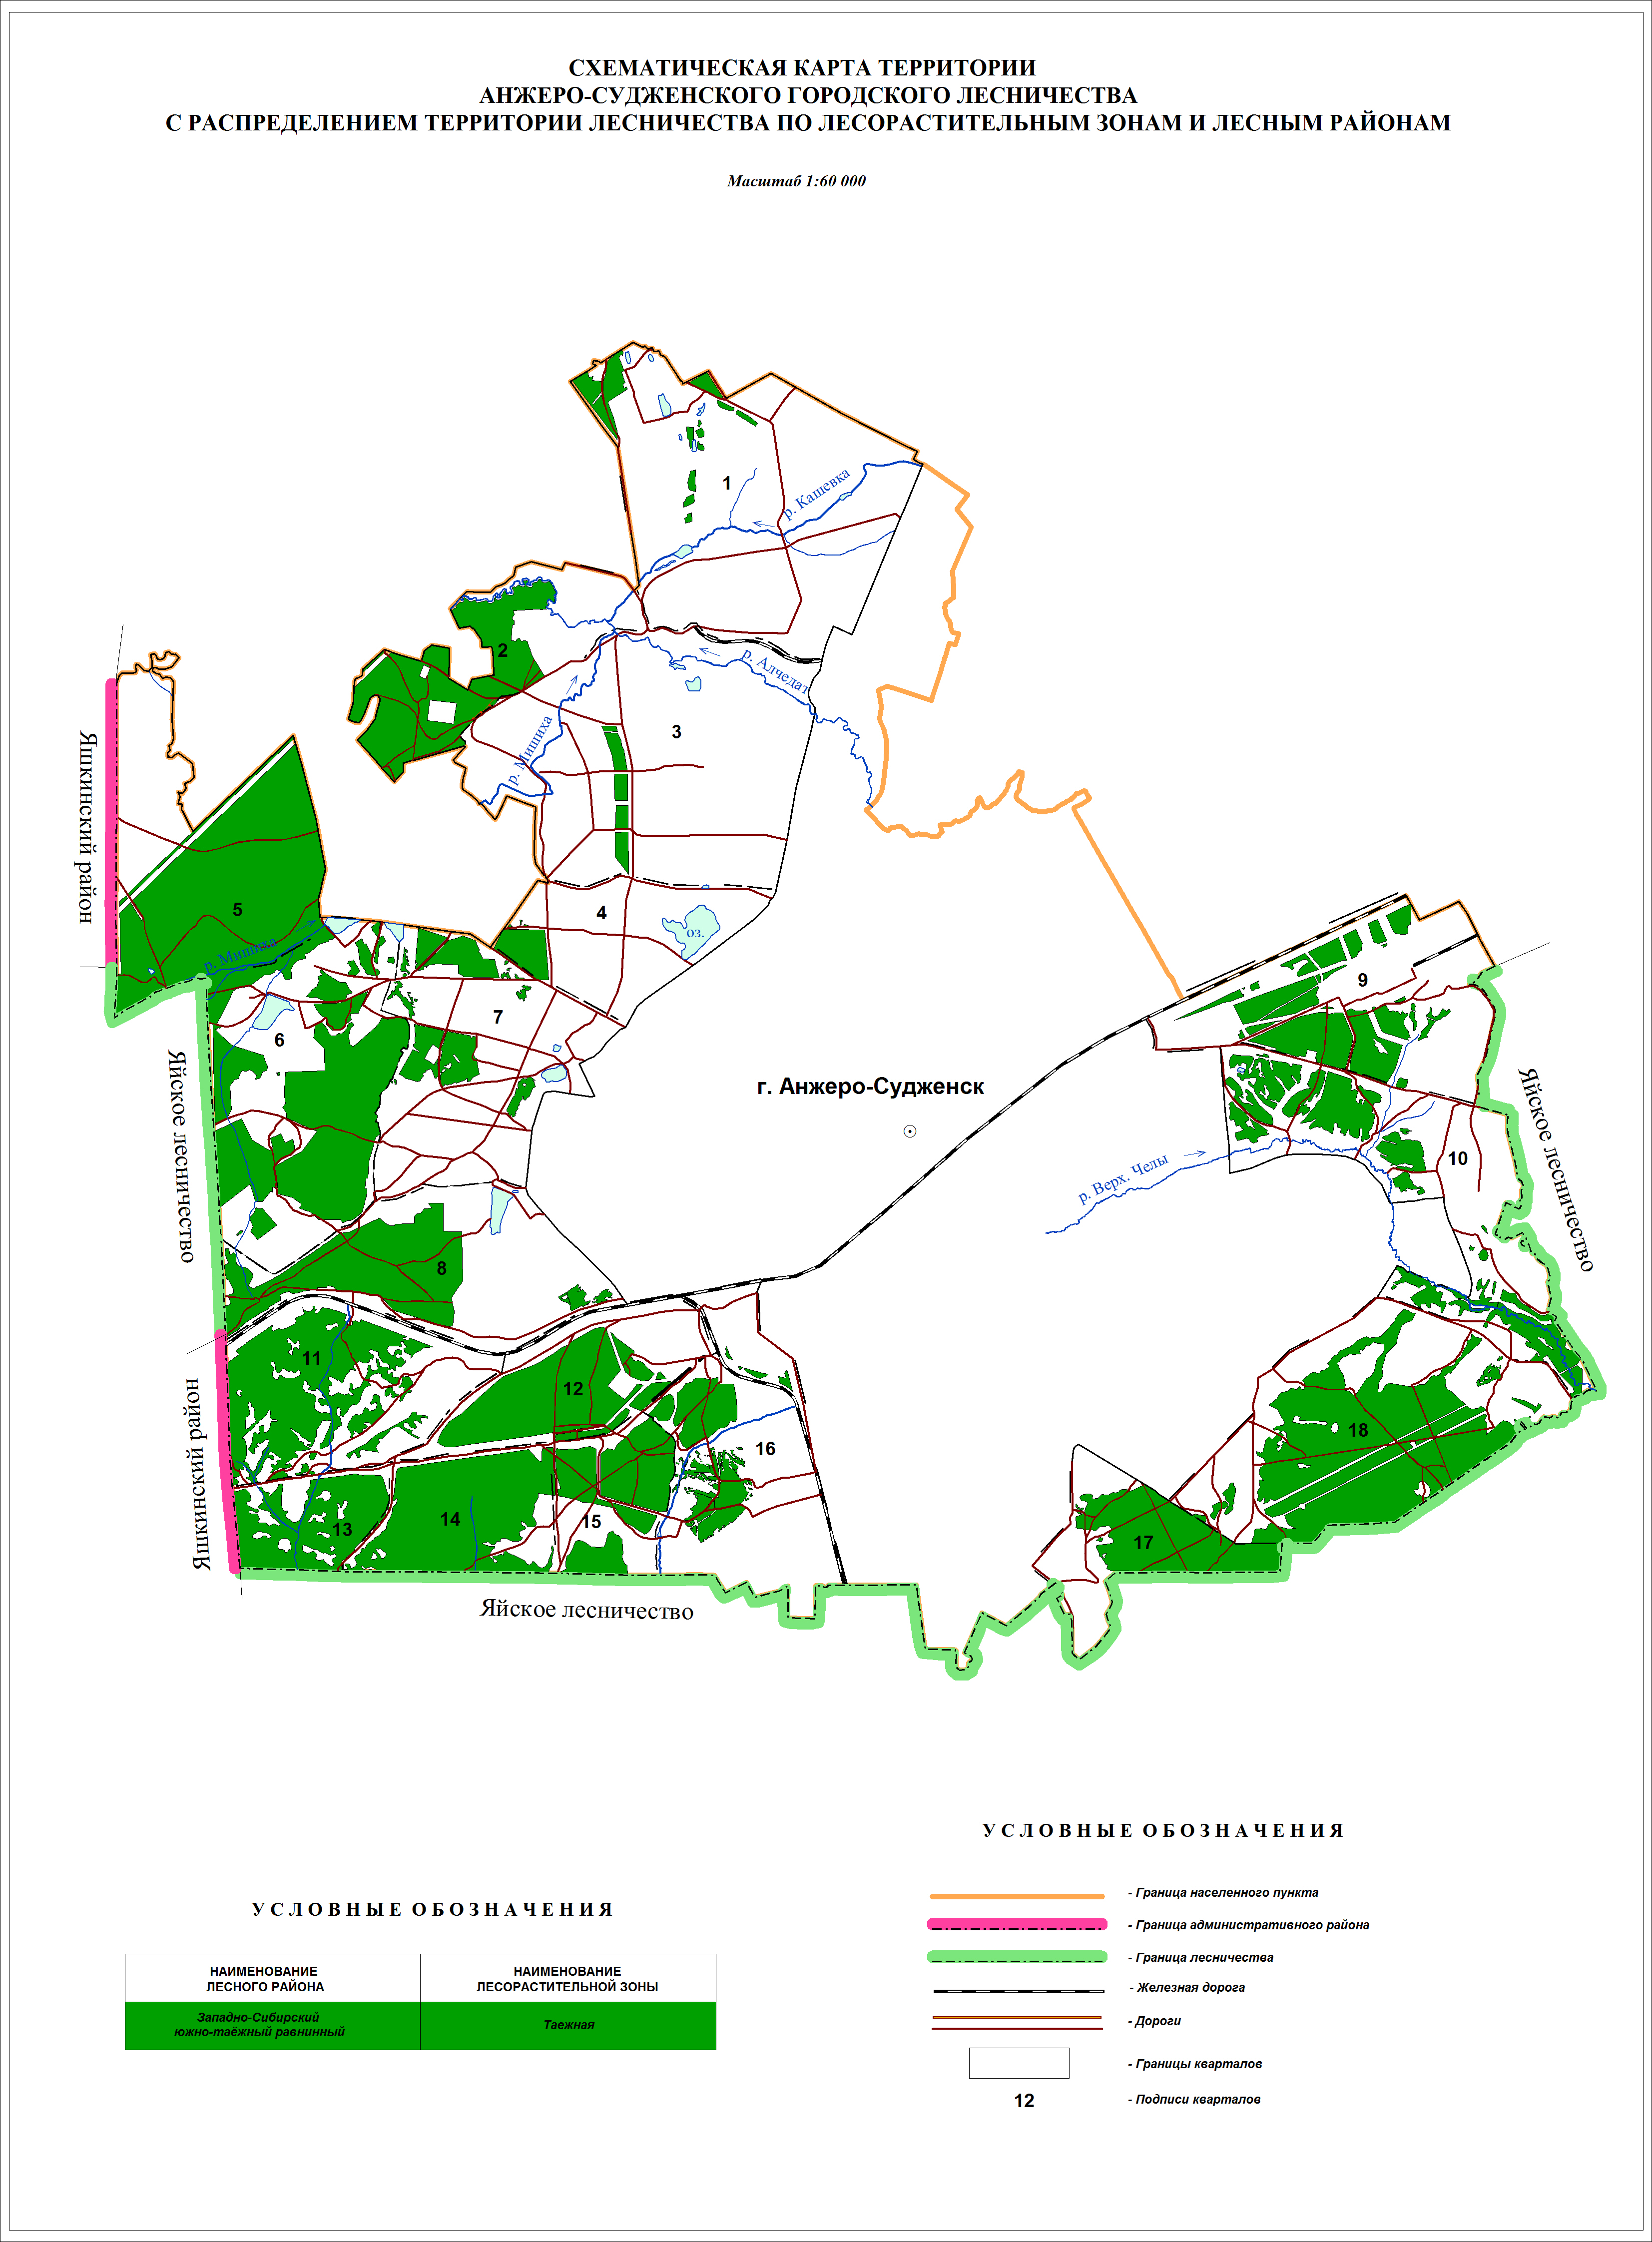 СХЕМАТИЧЕСКАЯ КАРТА ТЕРРИТОРИИ
АНЖЕРО-СУДЖЕНСКОГО ГОРОДСКОГО ЛЕСНИЧЕСТВА
С РАСПРЕДЕЛЕНИЕМ ТЕРРИТОРИИ ЛЕСНИЧЕСТВА ПО ЛЕСОРАСТИТЕЛЬНЫМ ЗОНАМ И ЛЕСНЫМ РАЙОНАМ
Масштаб 1:60 000
1
р. Кашевка
2
р. Алчедат
3
р. Мишиха
Яшкинский район
5
4
оз.
р. Мишиха
9
7
6
г. Анжеро-Судженск
Яйское лесничество
Яйское лесничество
10
р. Верх. Челы
8
11
12
18
16
Яшкинский район
13
14
15
17
Яйское лесничество
УСЛОВНЫЕ ОБОЗНАЧЕНИЯ
НАИМЕНОВАНИЕ
ЛЕСНОГО РАЙОНА
НАИМЕНОВАНИЕ
ЛЕСОРАСТИТЕЛЬНОЙ ЗОНЫ
Западно-Сибирский
южно-таёжный равнинный
Таежная
УСЛОВНЫЕ ОБОЗНАЧЕНИЯ
- Граница населенного пункта
- Граница административного района
- Граница лесничества
- Железная дорога
- Дороги
- Границы кварталов
12
- Подписи кварталов